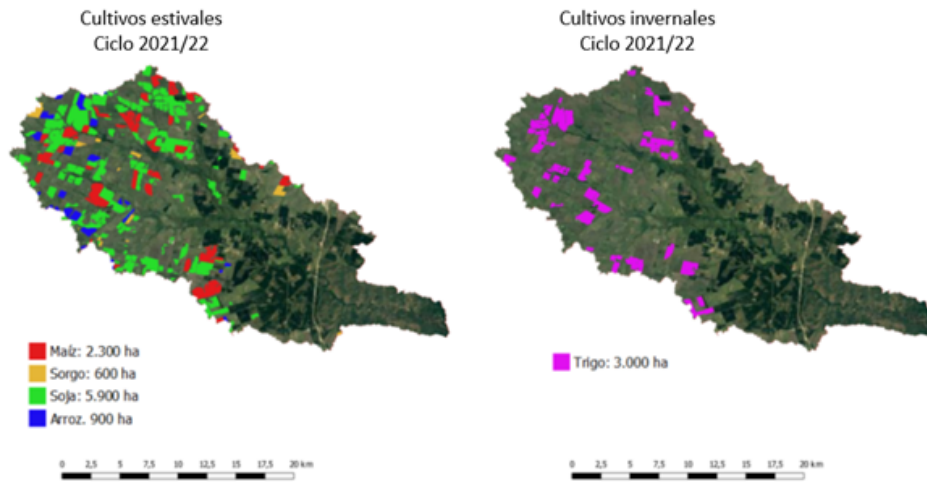 Cultivos estivales
Ciclo 2021/22
Cultivos invernales
Ciclo 2021/22
Maíz: 2.300 ha
Sorgo: 600 ha
Soja: 5.900 ha
Arroz. 900 ha
Trigo: 3.000 ha
0 2,5 5 7,5 10 12,5 15 17,5 20 km
0 2,5 5 7,5 10 12,5 15 17,5 20 km